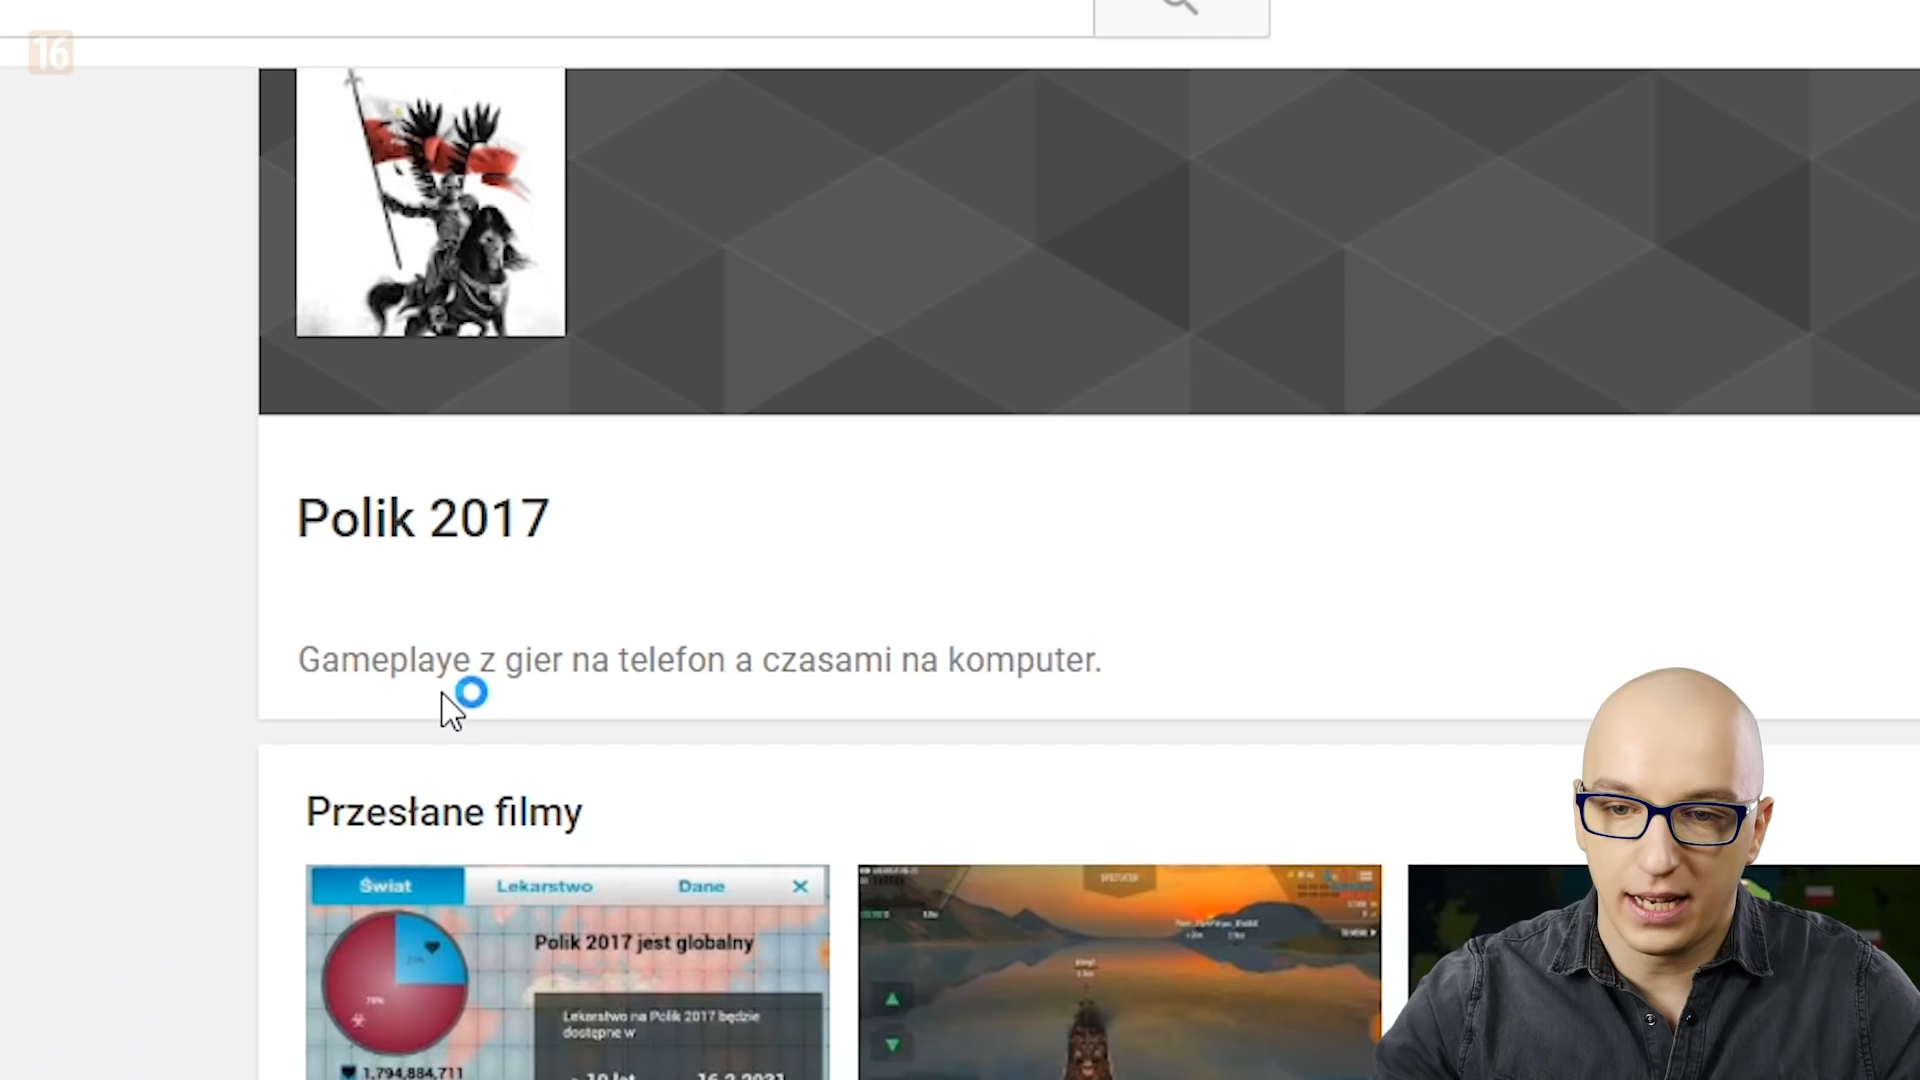 16
Polik 2017
Gameplaye z gier na telefon a czasami na komputer.
Przesłane filmy
Świat Lekarstwo Dane ×
Polik 2017 jest globalny
Lekarstwo na Polik 2017 będzie
dostępne w
1,794,884,711
SPECTATOR